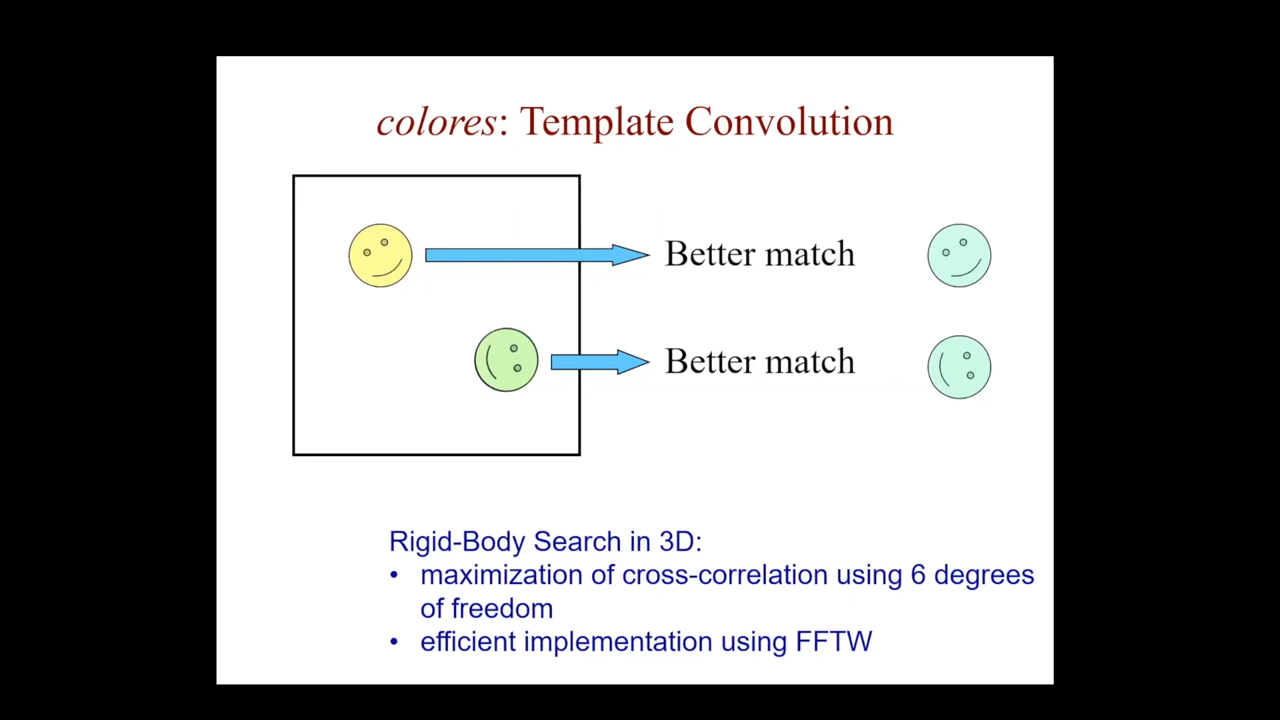 colores: Template Convolution
Better match
Better match
Rigid-Body Search in 3D:
• maximization of cross-correlation using 6 degrees
of freedom
• efficient implementation using FFTW